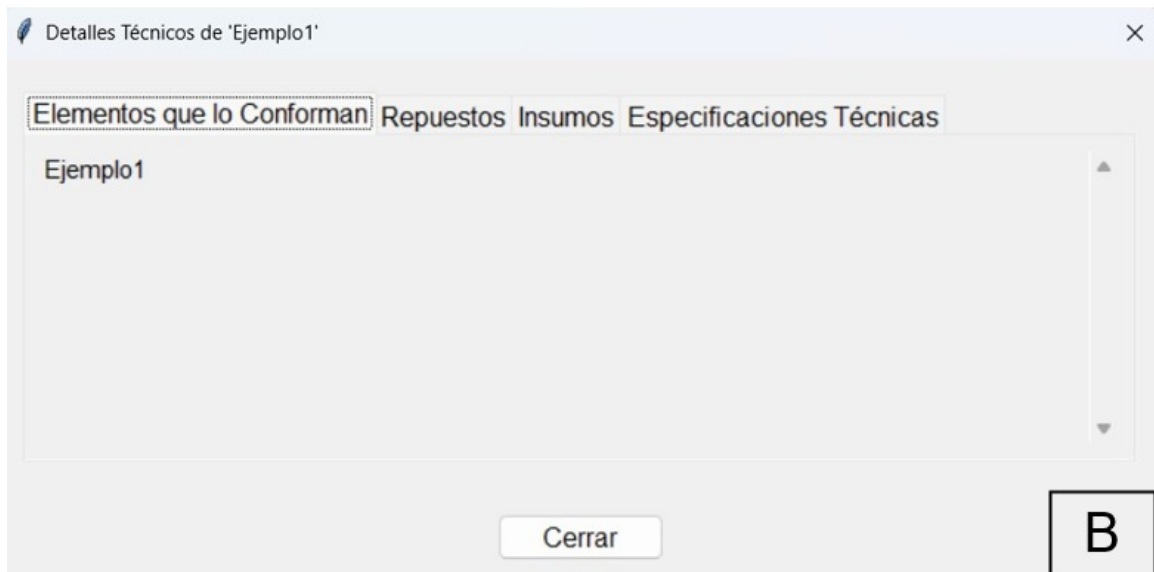 Detalles Técnicos de 'Ejemplo1'
Elementos que lo Conforman Repuestos Insumos Especificaciones Técnicas
Ejemplo1
Cerrar
B